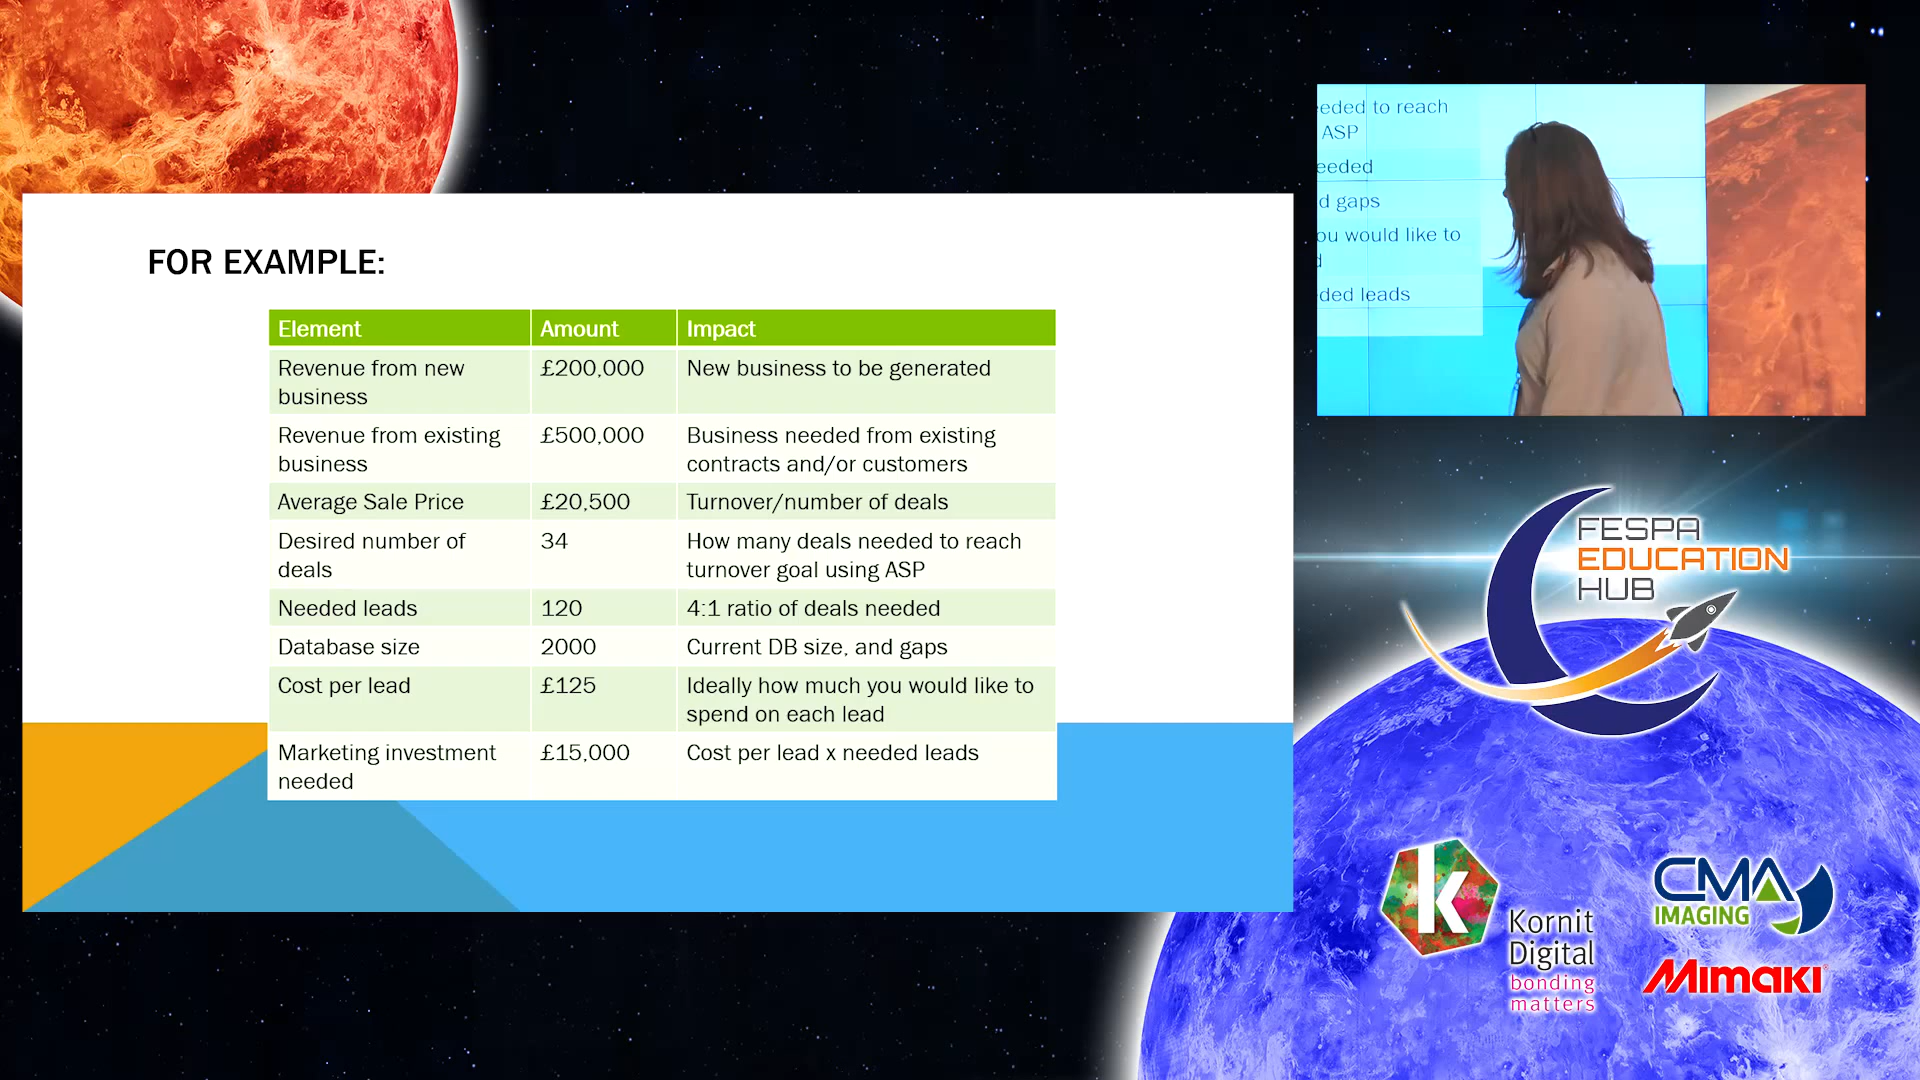 FOR EXAMPLE:
Element Amount Impact
Revenue from new £200,000 New business to be generated
business
Revenue from existing £500,000 Business needed from existing
business contracts and/or customers
Average Sale Price £20,500 Turnover/number of deals
Desired number of 34 How many deals needed to reach
deals turnover goal using ASP
Needed leads 120 4:1 ratio of deals needed
Database size 2000 Current DB size, and gaps
Cost per lead £125 Ideally how much you would like to
spend on each lead
Marketing investment £15,000 Cost per lead x needed leads
needed
eeded to reach
ASP
eeded
d gaps
ou would like to
d
ded leads
FESPA
EDUCATION
HUB
k
Kornit
Digital
bonding
matters
CMA
IMAGING
Mimaki